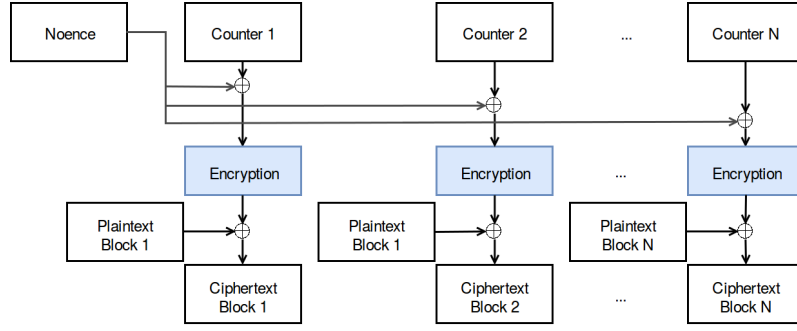 Noence
Counter 1
Counter 2
...
Counter N
Encryption
Encryption
...
Encryption
Plaintext
Block 1
Plaintext
Block 1
Plaintext
Block N
Ciphertext
Block 1
Ciphertext
Block 2
...
Ciphertext
Block N